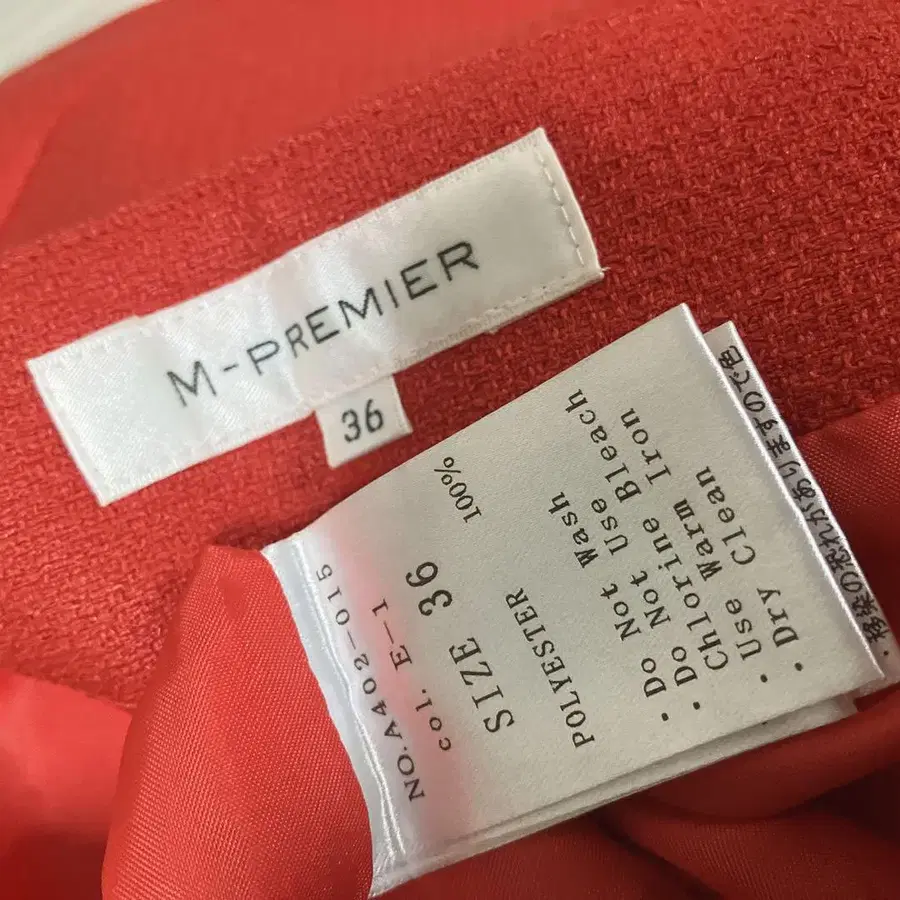 M-PREMIER
36
NO.A402-015
col. E-1
SIZE 36
POLYESTER 100%
・Do Not Wash
・Do Not Use Bleach
Chlorine
・Use Warm Iron
・Dry Clean
・移染の恐れがありますので色